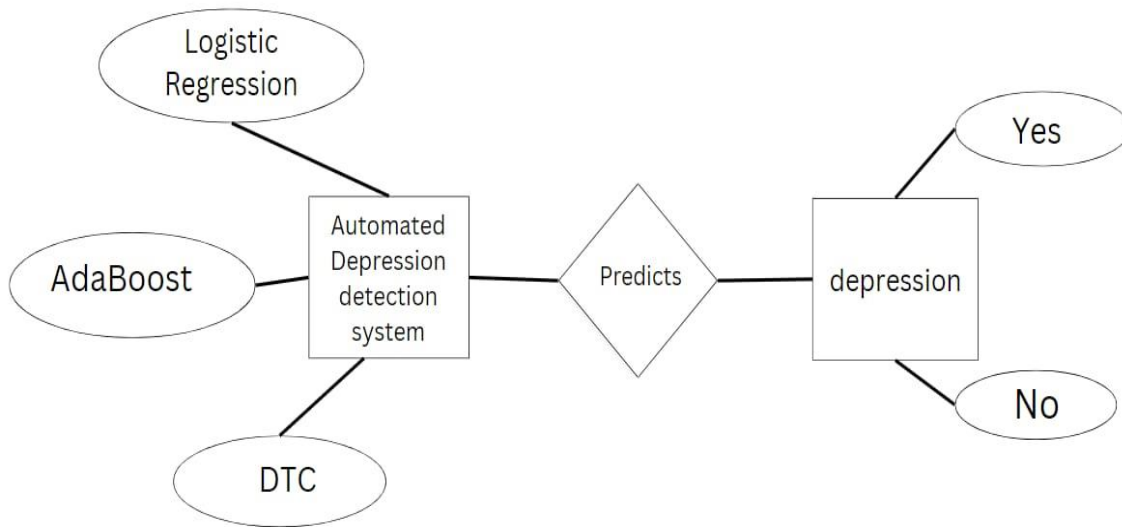 Logistic
Regression
AdaBoost
DTC
Automated
Depression
detection
system
Predicts
depression
Yes
No